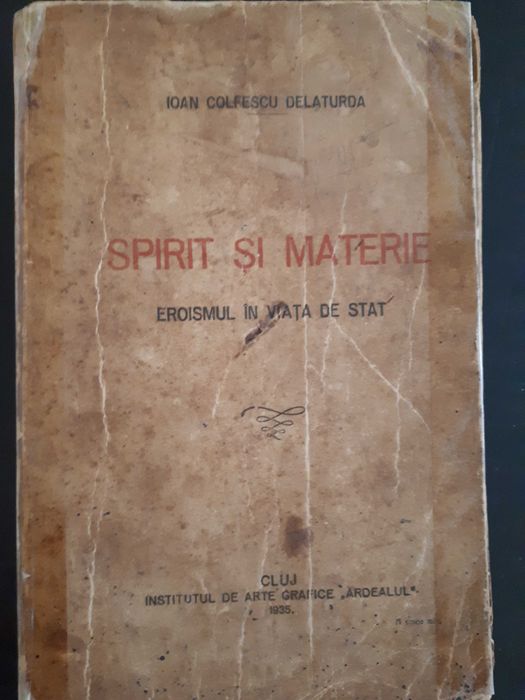 IOAN COLFESCU DELATURDA
SPIRIT ȘI MATERIE
EROISMUL ÎN VIAȚA DE STAT
CLUJ
INSTITUTUL DE ARTE GRAFICE „ARDEALUL"
1935.